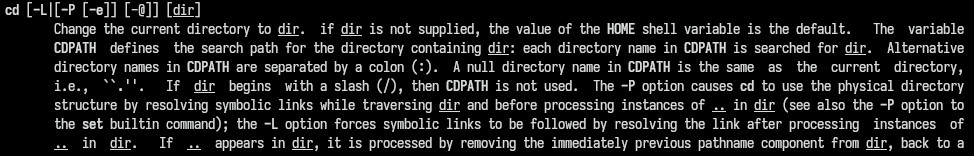 cd [-L|[-P [-e]] [-@]] [dir]
Change the current directory to dir. if dir is not supplied, the value of the HOME shell variable is the default. The variable
CDPATH defines the search path for the directory containing dir: each directory name in CDPATH is searched for dir. Alternative
directory names in CDPATH are separated by a colon (:). A null directory name in CDPATH is the same as the current directory,
i.e., ``.''. If dir begins with a slash (/), then CDPATH is not used. The -P option causes cd to use the physical directory
structure by resolving symbolic links while traversing dir and before processing instances of .. in dir (see also the -P option to
the set builtin command); the -L option forces symbolic links to be followed by resolving the link after processing instances of
.. in dir. If .. appears in dir, it is processed by removing the immediately previous pathname component from dir, back to a